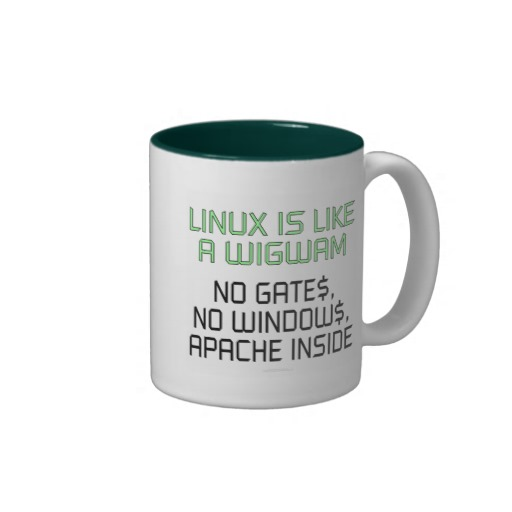 LINUX IS LIKE
A WIGWAM
NO GATE$,
NO WINDOW$,
APACHE INSIDE